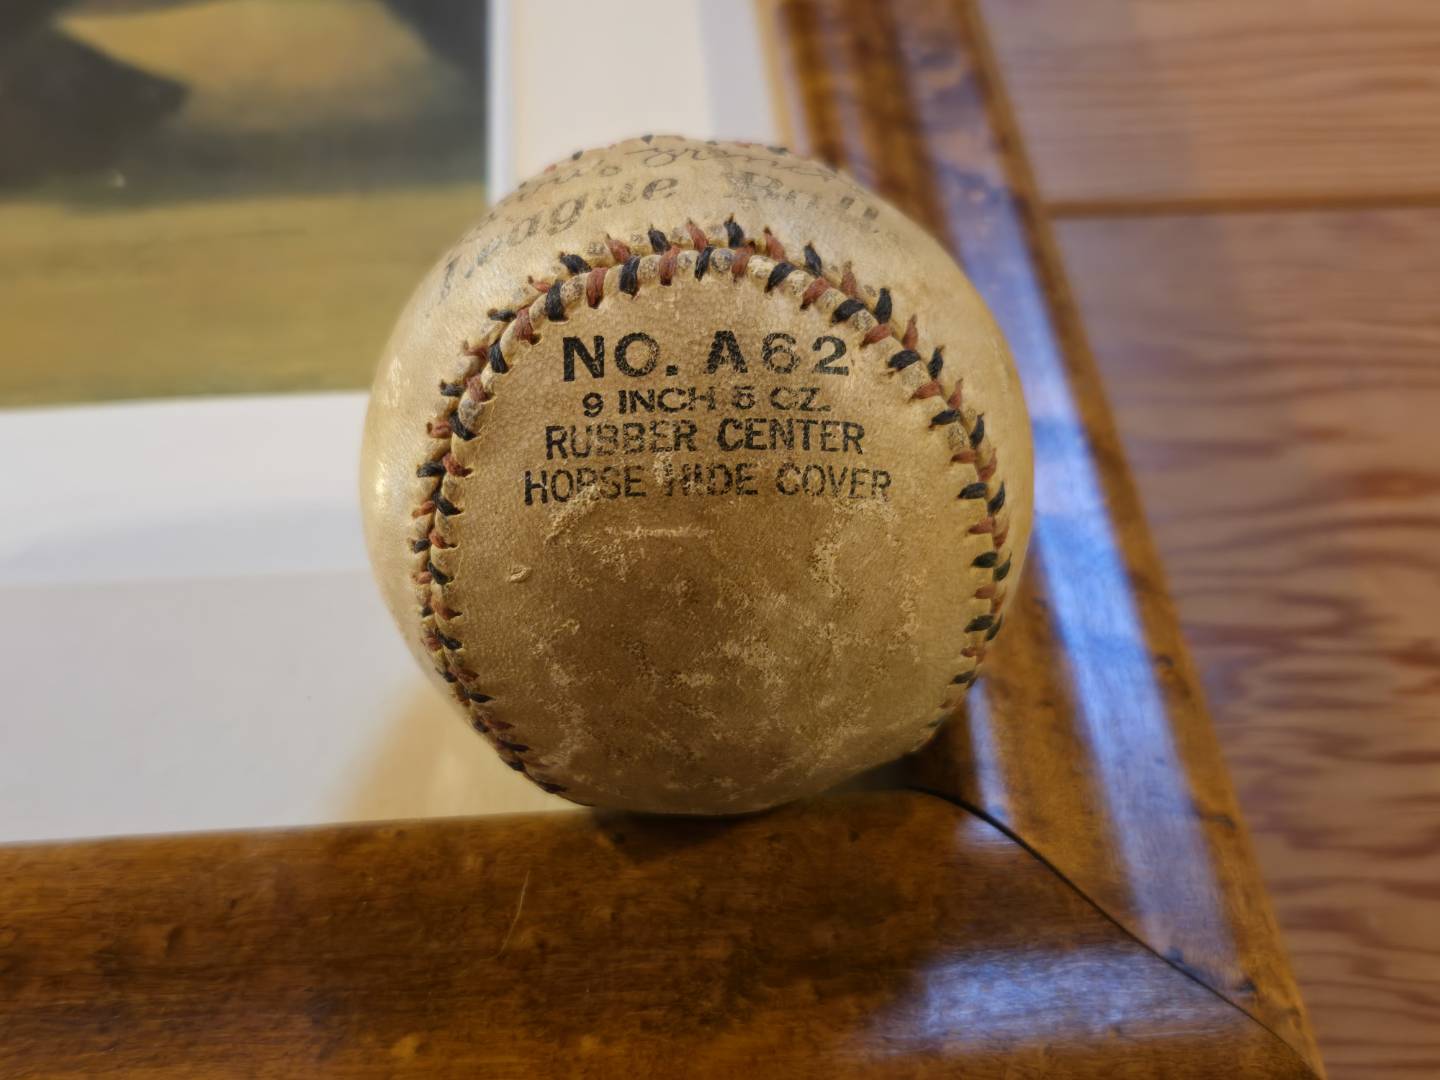 League Ball
NO. A62
9 INCH 5 OZ.
RUBBER CENTER
HORSE HIDE COVER